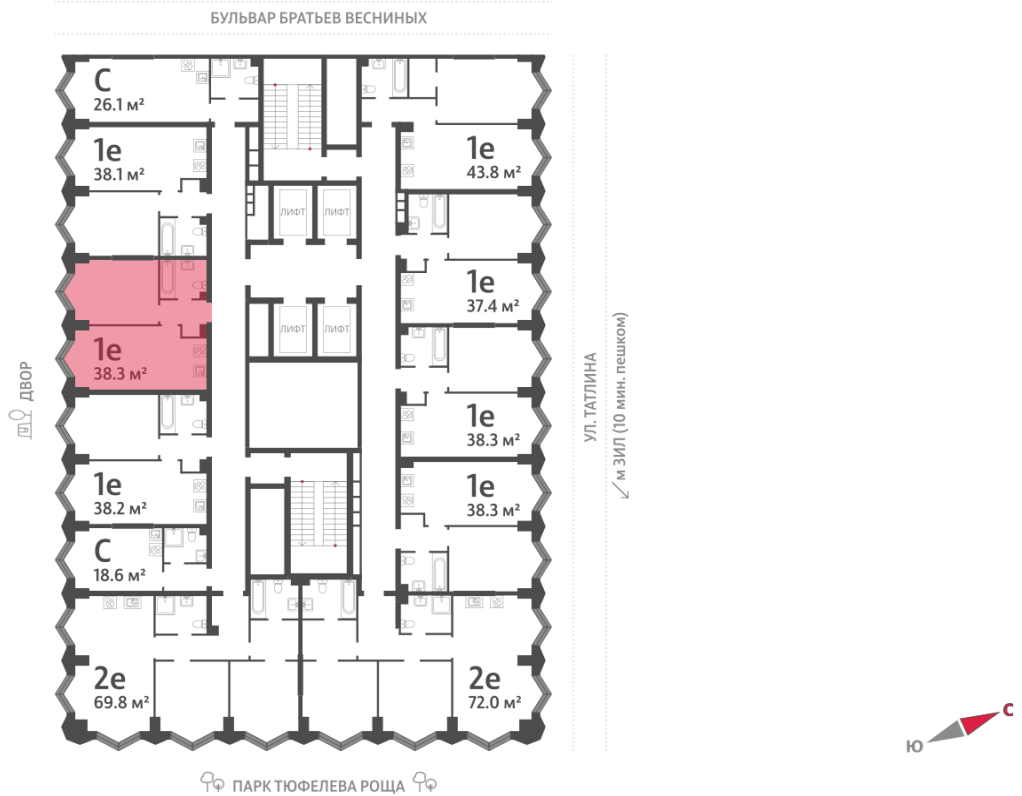 БУЛЬВАР БРАТЬЕВ ВЕСНИНЫХ
С
26.1 м²
1е
38.1 м²
1е
43.8 м²
ЛИФТ
ЛИФТ
1е
37.4 м²
ЛИФТ
ЛИФТ
1е
38.3 м²
ДВОР
УЛ. ТАТЛИНА
м ЗИЛ (10 мин. пешком)
1е
38.3 м²
1е
38.2 м²
1е
38.3 м²
С
18.6 м²
2е
69.8 м²
2е
72.0 м²
С
Ю
ПАРК ТЮФЕЛЕВА РОЩА